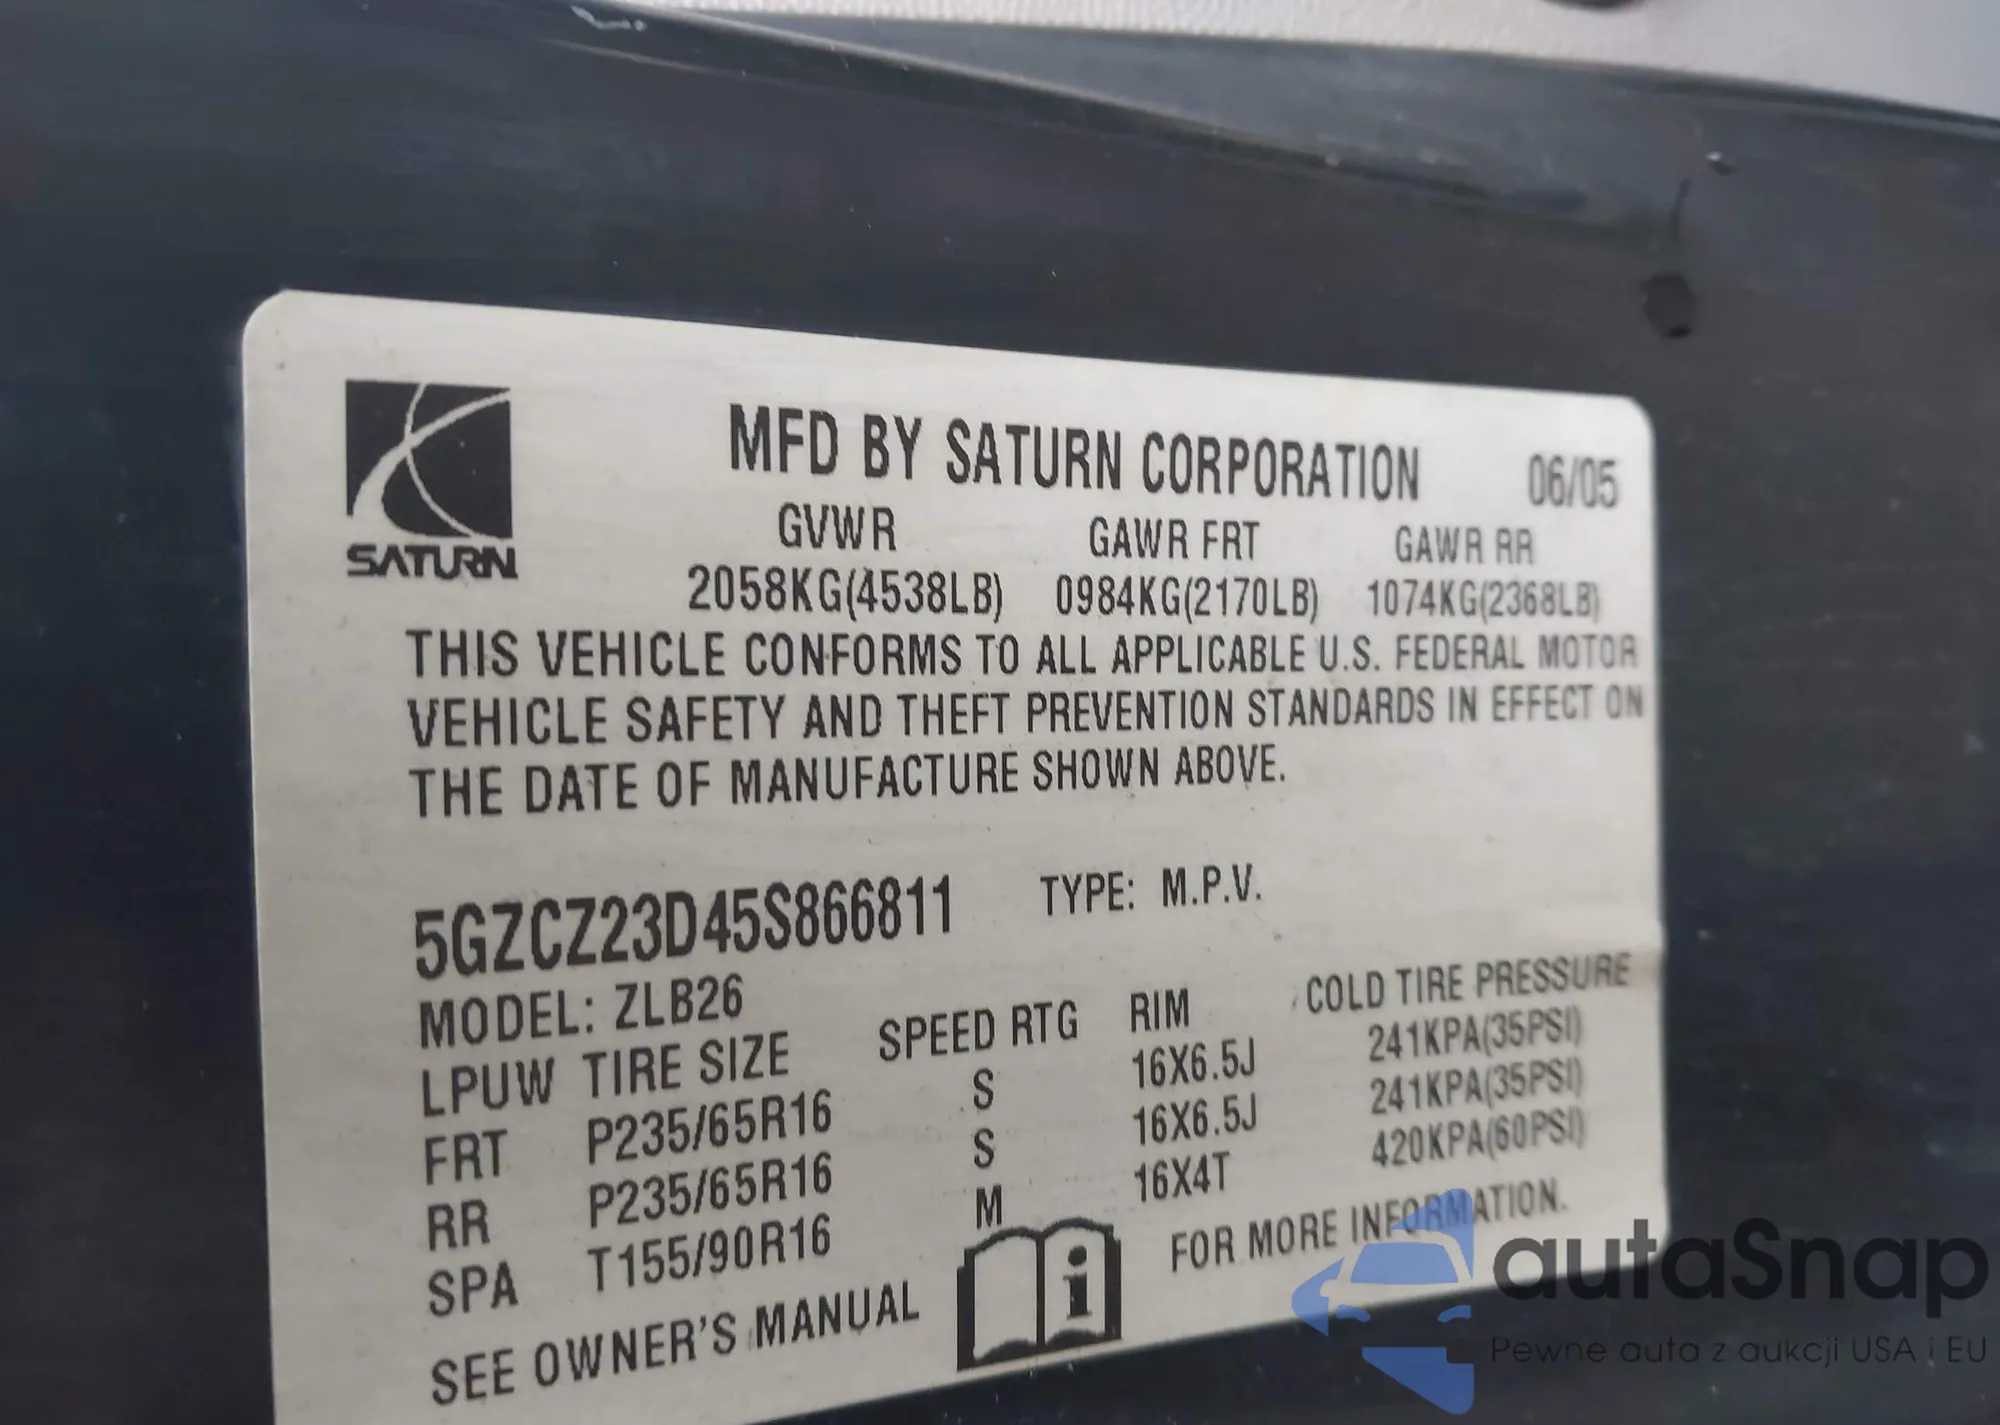 MFD BY SATURN CORPORATION 06/05
SATURN
GVWR GAWR FRT GAWR RR
2058KG(4538LB) 0984KG(2170LB) 1074KG(2368LB)
THIS VEHICLE CONFORMS TO ALL APPLICABLE U.S. FEDERAL MOTOR
VEHICLE SAFETY AND THEFT PREVENTION STANDARDS IN EFFECT ON
THE DATE OF MANUFACTURE SHOWN ABOVE.
5GZCZ23D45S866811 TYPE: M.P.V.
MODEL: ZLB26
LPUW TIRE SIZE SPEED RTG RIM COLD TIRE PRESSURE
FRT P235/65R16 S 16X6.5J 241KPA(35PSI)
RR P235/65R16 S 16X6.5J 241KPA(35PSI)
SPA T155/90R16 M 16X4T 420KPA(60PSI)
SEE OWNER'S MANUAL i FOR MORE INFORMATION.
autaSnap
Pewne auta z aukcji USA i EU